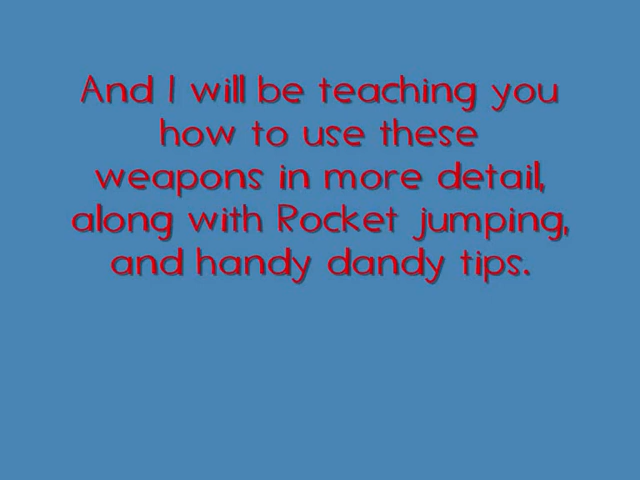 And I will be teaching you
how to use these
weapons in more detail,
along with Rocket jumping,
and handy dandy tips.